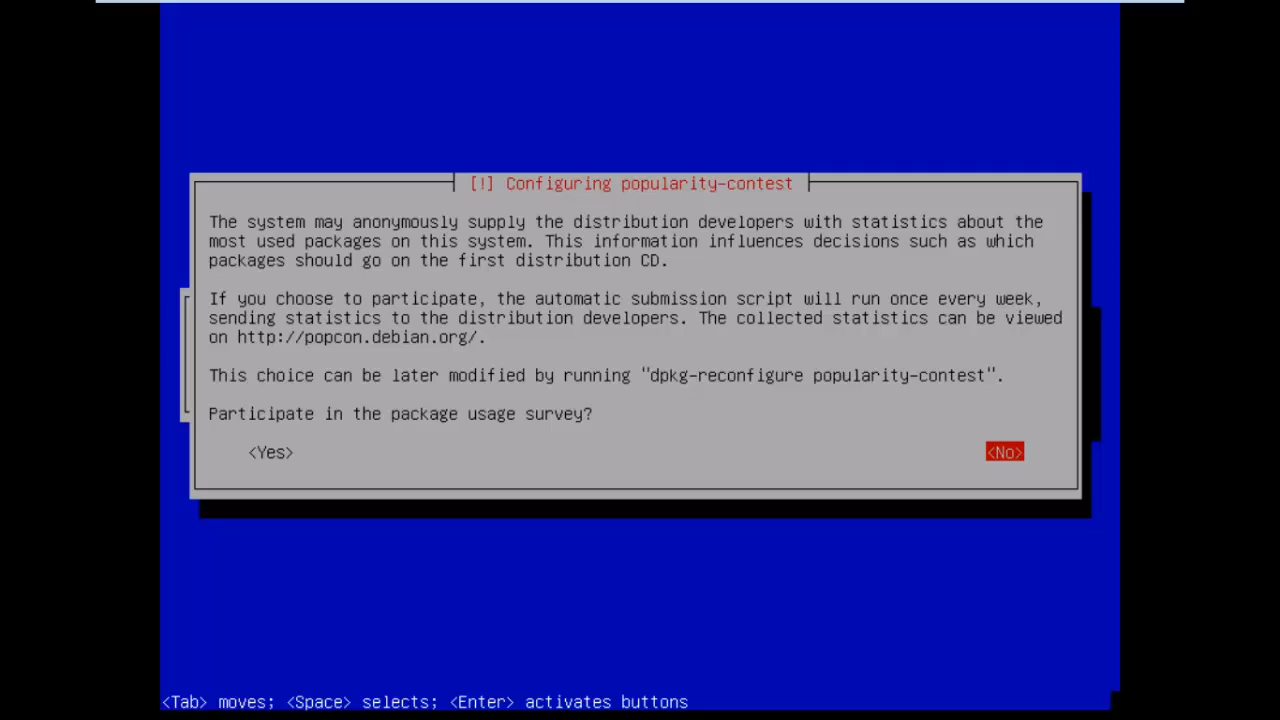 [!] Configuring popularity-contest
The system may anonymously supply the distribution developers with statistics about the
most used packages on this system. This information influences decisions such as which
packages should go on the first distribution CD.
If you choose to participate, the automatic submission script will run once every week,
sending statistics to the distribution developers. The collected statistics can be viewed
on http://popcon.debian.org/.
This choice can be later modified by running "dpkg-reconfigure popularity-contest".
Participate in the package usage survey?
<Yes> <No>
<Tab> moves; <Space> selects; <Enter> activates buttons